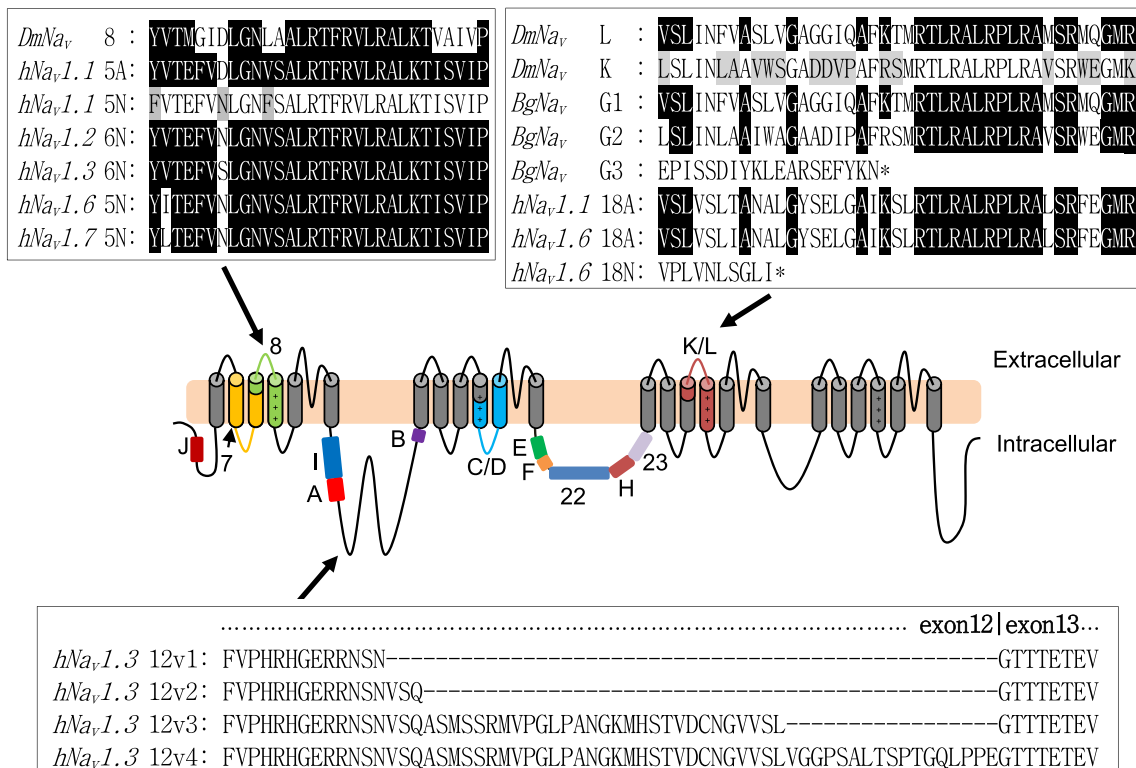 DmNav 8 : YVTMGIDLGNLAALRTFRVLRALKTVAIVP
hNav1.1 5A: YVTEFVDLGNVSALRTFRVLRALKTISVIP
hNav1.1 5N: FVTEFVNLGNFSALRTFRVLRALKTISVIP
hNav1.2 6N: YVTEFVNLGNVSALRTFRVLRALKTISVIP
hNav1.3 6N: YVTEFVSLGNVSALRTFRVLRALKTISVIP
hNav1.6 5N: YITEFVNLGNVSALRTFRVLRALKTISVIP
hNav1.7 5N: YLTEFVNLGNVSALRTFRVLRALKTISVIP
DmNav L : VSLINFVASLVGAGGIQAFKTMRTLRALRPLRAMSRMQGMR
DmNav K : LSLINLAAVWSGADDVPAFRSMRTLRALRPLRAVSRWEGMK
BgNav G1 : VSLINFVASLVGAGGIQAFKTMRTLRALRPLRAMSRMQGMR
BgNav G2 : LSLINLAAIWAGAADIPAFRSMRTLRALRPLRAVSRWEGMR
BgNav G3 : EPISSDIYKLEARSEFYKN*
hNav1.1 18A: VSLVSLTANALGYSELGAIKSLRTLRALRPLRALSRFEGMR
hNav1.6 18A: VSLVSLIANALGYSELGAIKSLRTLRALRPLRALSRFEGMR
hNav1.6 18N: VPLVNLSGLI*
8
K/L
Extracellular
J
7
I
A
B
C/D
E
F
22
H
23
Intracellular
exon12|exon13...
hNav1.3 12v1: FVPHRHGERRNSN-------------------------------------------------GTTTETEV
hNav1.3 12v2: FVPHRHGERRNSNVSQ----------------------------------------------GTTTETEV
hNav1.3 12v3: FVPHRHGERRNSNVSQASMSSRMVPGLPANGKMHSTVDCNGVVSL-----------------GTTTETEV
hNav1.3 12v4: FVPHRHGERRNSNVSQASMSSRMVPGLPANGKMHSTVDCNGVVSLVGGPSALTSPTGQLPPEGTTTETEV